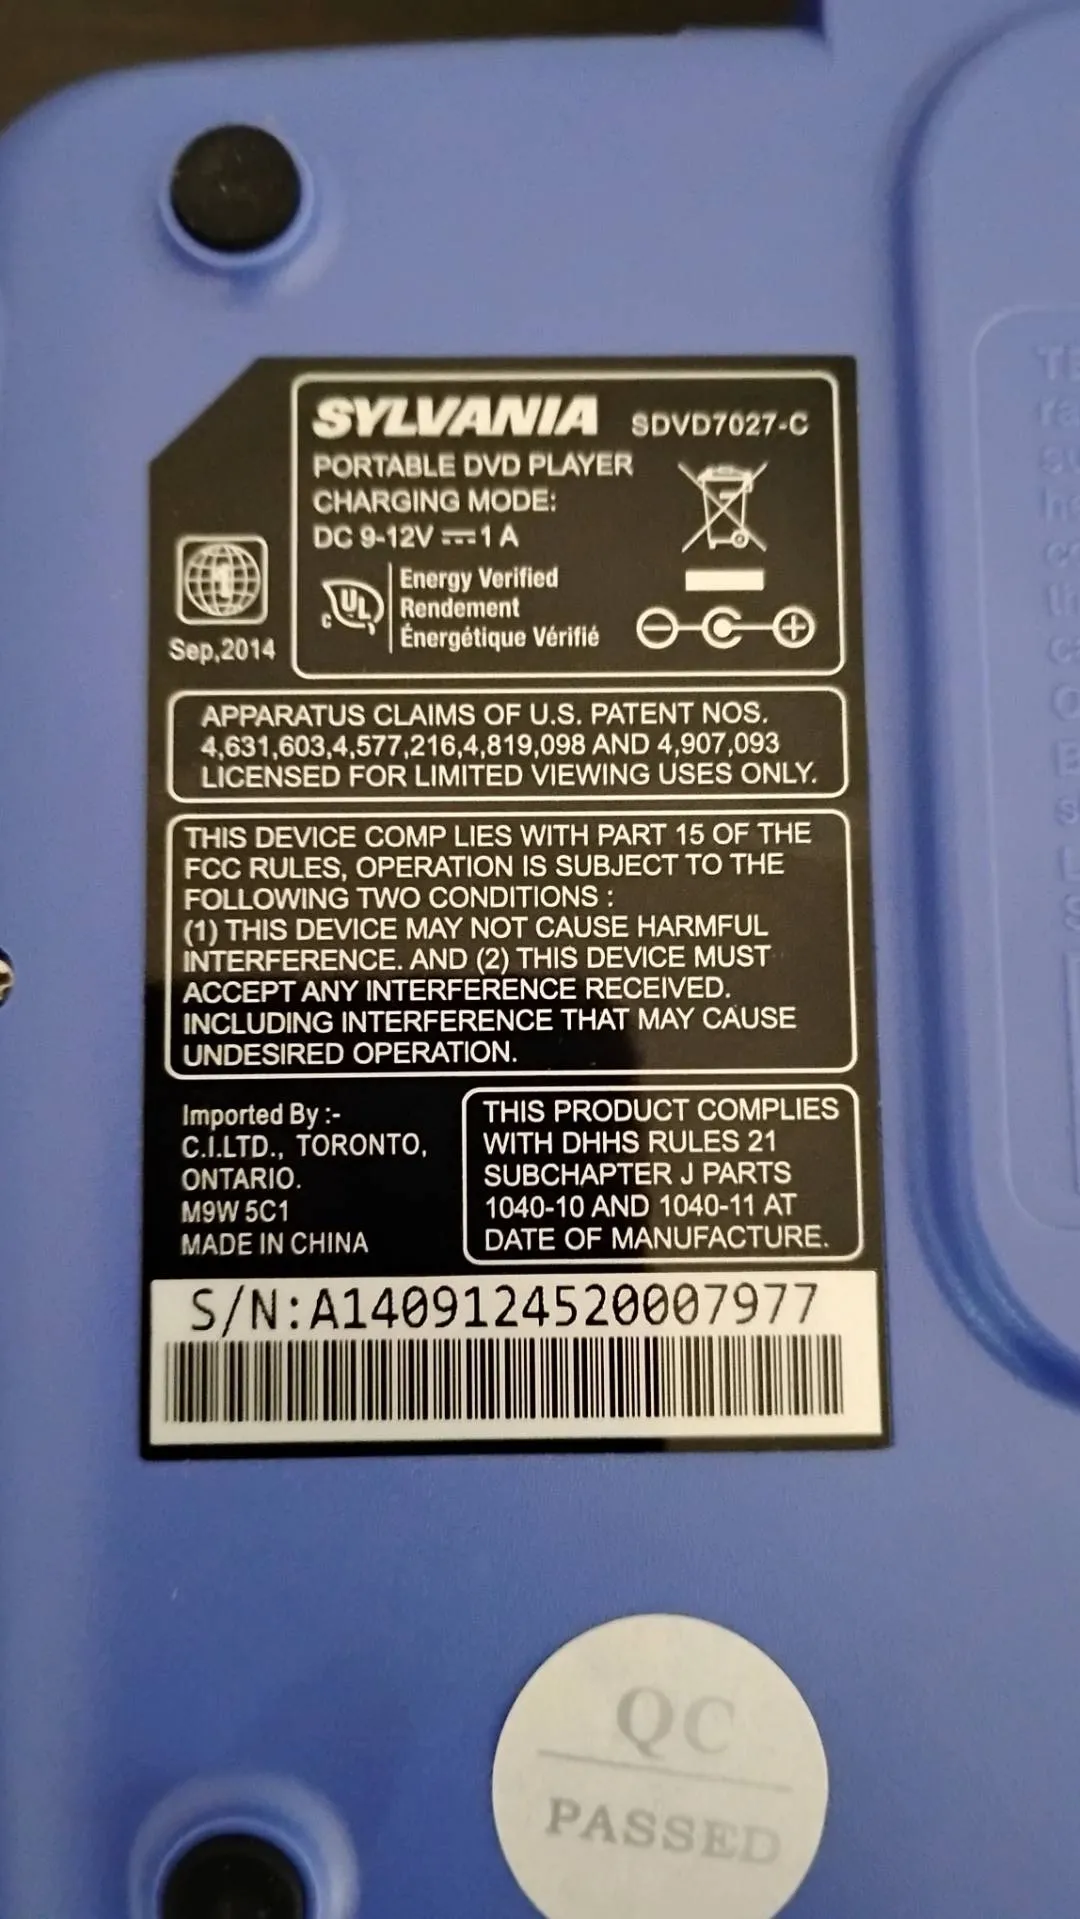 SYLVANIA SDVD7027-C
PORTABLE DVD PLAYER
CHARGING MODE:
DC 9-12V ⎓ 1 A
c UL Energy Verified
Rendement
Énergétique Vérifié
1
Sep,2014
APPARATUS CLAIMS OF U.S. PATENT NOS.
4,631,603,4,577,216,4,819,098 AND 4,907,093
LICENSED FOR LIMITED VIEWING USES ONLY.
THIS DEVICE COMP LIES WITH PART 15 OF THE
FCC RULES, OPERATION IS SUBJECT TO THE
FOLLOWING TWO CONDITIONS :
(1) THIS DEVICE MAY NOT CAUSE HARMFUL
INTERFERENCE. AND (2) THIS DEVICE MUST
ACCEPT ANY INTERFERENCE RECEIVED.
INCLUDING INTERFERENCE THAT MAY CAUSE
UNDESIRED OPERATION.
Imported By :-
C.I.LTD., TORONTO,
ONTARIO.
M9W 5C1
MADE IN CHINA
THIS PRODUCT COMPLIES
WITH DHHS RULES 21
SUBCHAPTER J PARTS
1040-10 AND 1040-11 AT
DATE OF MANUFACTURE.
S/N:A1409124520007977
QC
PASSED